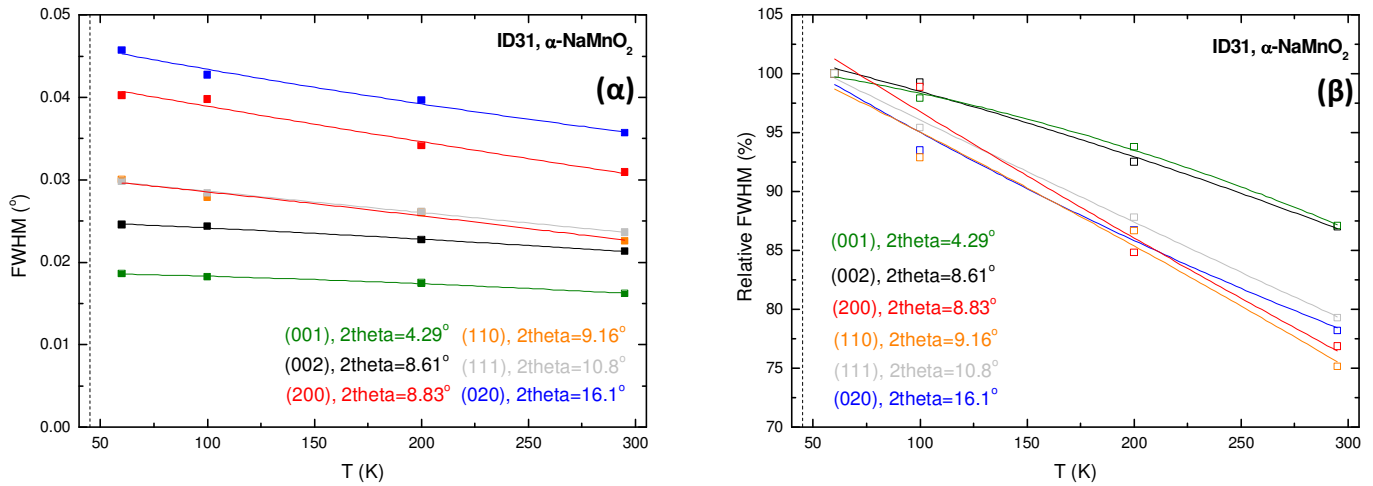 ID31, α-NaMnO2
(α)
FWHM (°)
0.05
0.04
0.03
0.02
0.01
0.00
(001), 2theta=4.29°
(002), 2theta=8.61°
(200), 2theta=8.83°
(110), 2theta=9.16°
(111), 2theta=10.8°
(020), 2theta=16.1°
50 100 150 200 250 300
T (K)
ID31, α-NaMnO2
(β)
Relative FWHM (%)
105
100
95
90
85
80
75
70
(001), 2theta=4.29°
(002), 2theta=8.61°
(200), 2theta=8.83°
(110), 2theta=9.16°
(111), 2theta=10.8°
(020), 2theta=16.1°
50 100 150 200 250 300
T (K)